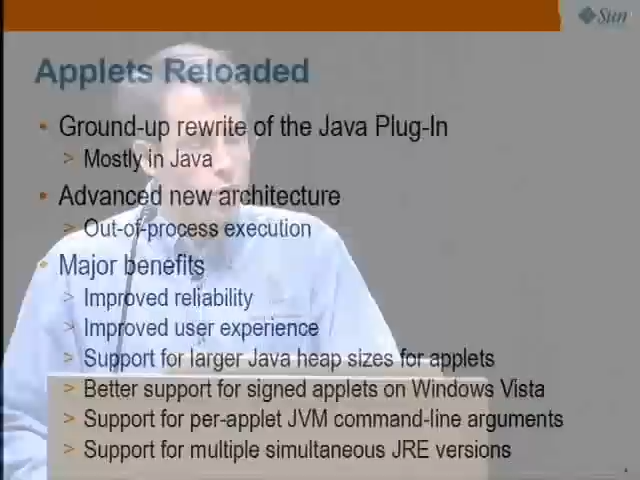 Sun
Applets Reloaded
• Ground-up rewrite of the Java Plug-In
> Mostly in Java
• Advanced new architecture
> Out-of-process execution
• Major benefits
> Improved reliability
> Improved user experience
> Support for larger Java heap sizes for applets
> Better support for signed applets on Windows Vista
> Support for per-applet JVM command-line arguments
> Support for multiple simultaneous JRE versions